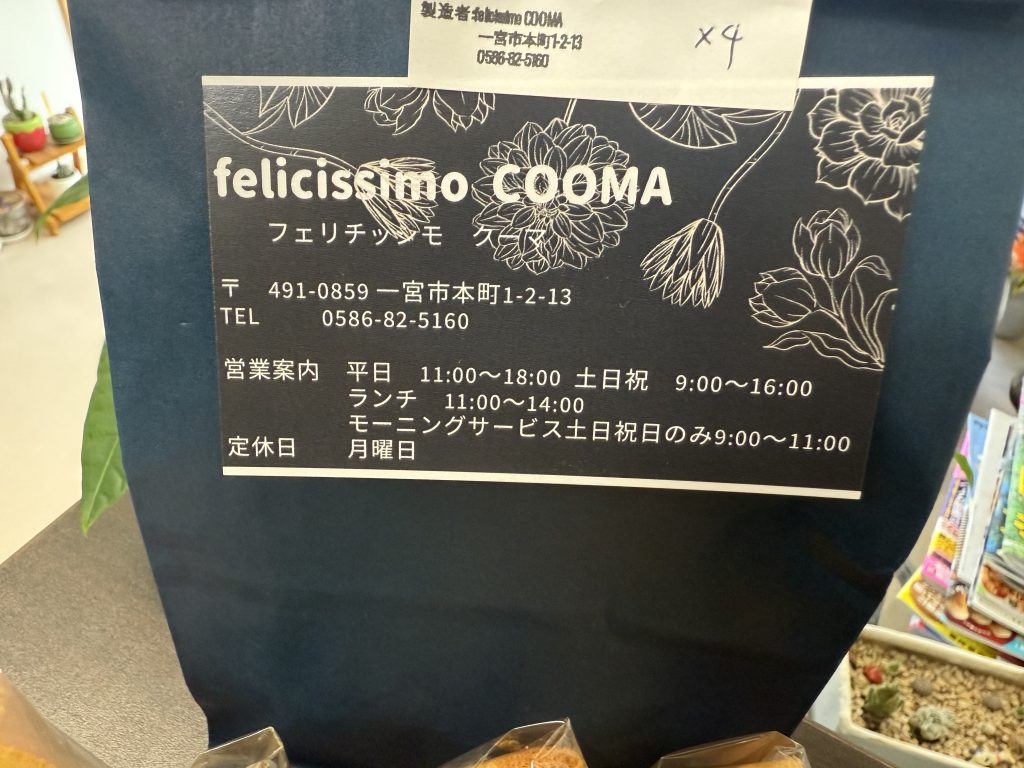 製造者 felicissimo COOMA
一宮市本町1-2-13
0586-82-5160
×4
felicissimo COOMA
フェリチッシモ クーマ
〒 491-0859 一宮市本町1-2-13
TEL 0586-82-5160
営業案内 平日 11:00〜18:00 土日祝 9:00〜16:00
ランチ 11:00〜14:00
モーニングサービス土日祝日のみ9:00〜11:00
定休日 月曜日